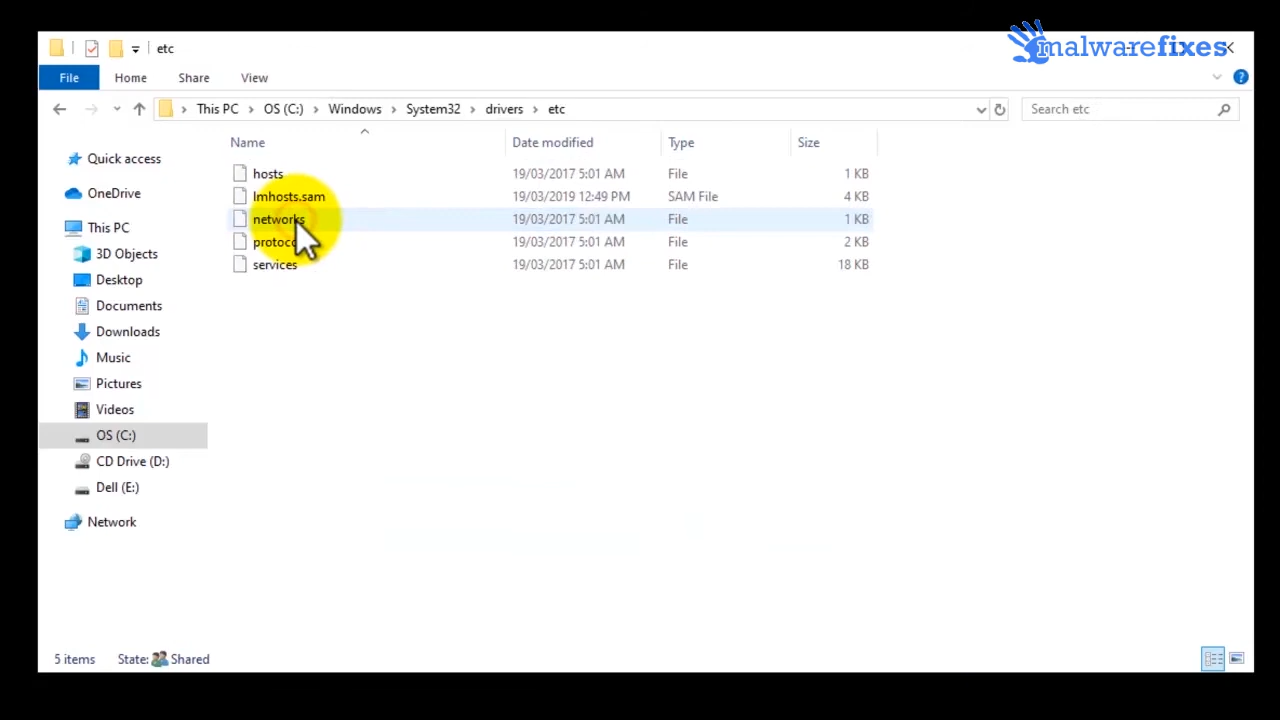 etc
malwarefixes
File Home Share View
This PC OS (C:) Windows System32 drivers etc
Search etc
Name Date modified Type Size
hosts 19/03/2017 5:01 AM File 1 KB
lmhosts.sam 19/03/2019 12:49 PM SAM File 4 KB
networks 19/03/2017 5:01 AM File 1 KB
19/03/2017 5:01 AM File 2 KB
services 19/03/2017 5:01 AM File 18 KB
Quick access
OneDrive
This PC
3D Objects
Desktop
Documents
Downloads
Music
Pictures
Videos
OS (C:)
CD Drive (D:)
Dell (E:)
Network
5 items State: Shared